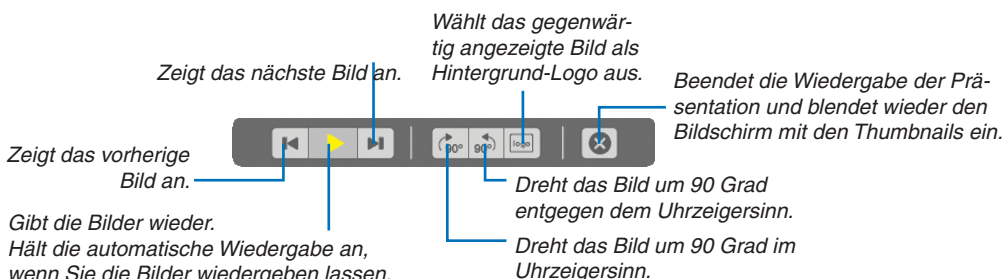 Wählt das gegenwär-
tig angezeigte Bild als
Hintergrund-Logo aus.
Zeigt das nächste Bild an.
Beendet die Wiedergabe der Prä-
sentation und blendet wieder den
Bildschirm mit den Thumbnails ein.
90° 90° logo
Zeigt das vorherige
Bild an.
Dreht das Bild um 90 Grad
entgegen dem Uhrzeigersinn.
Gibt die Bilder wieder.
Hält die automatische Wiedergabe an,
wenn Sie die Bilder wiedergeben lassen.
Dreht das Bild um 90 Grad im
Uhrzeigersinn.